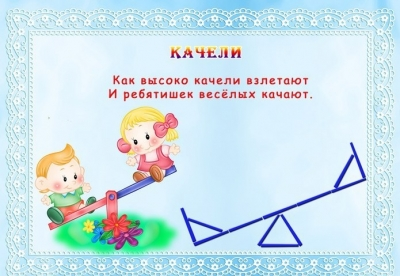 КАЧЕЛИ
Как высоко качели взлетают
И ребятишек весёлых качают.